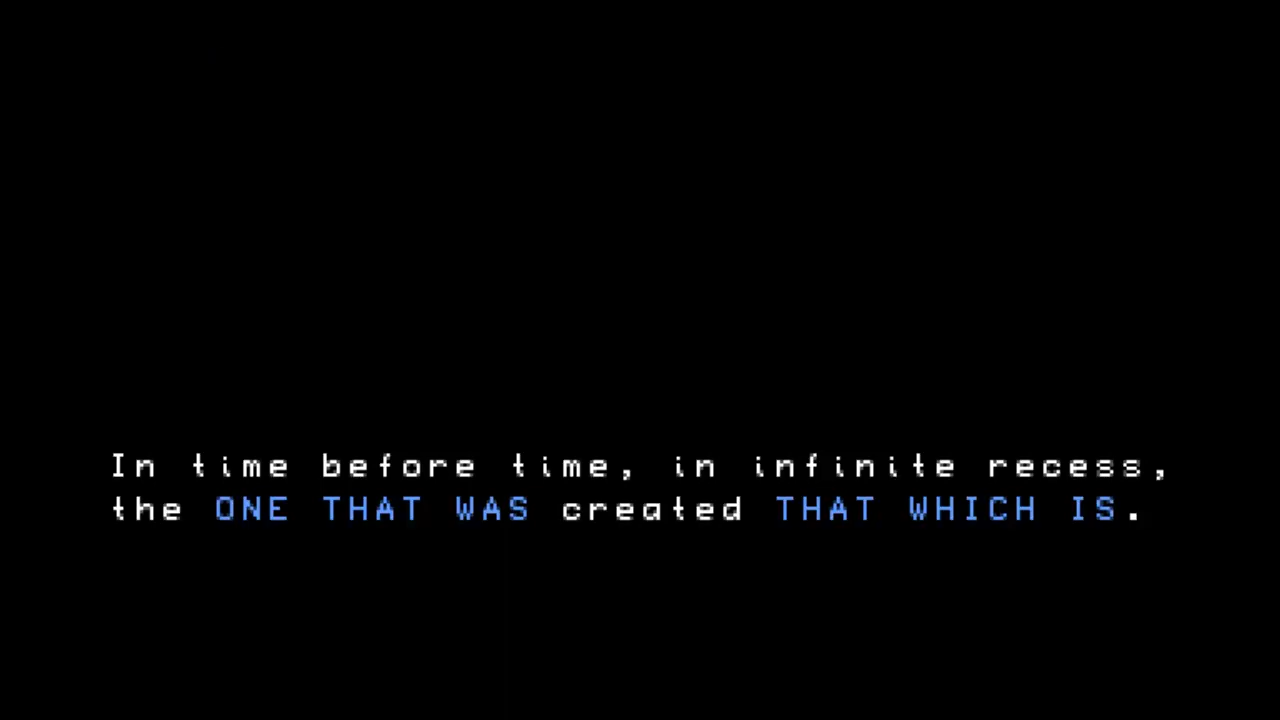 In time before time, in infinite recess,
the ONE THAT WAS created THAT WHICH IS.